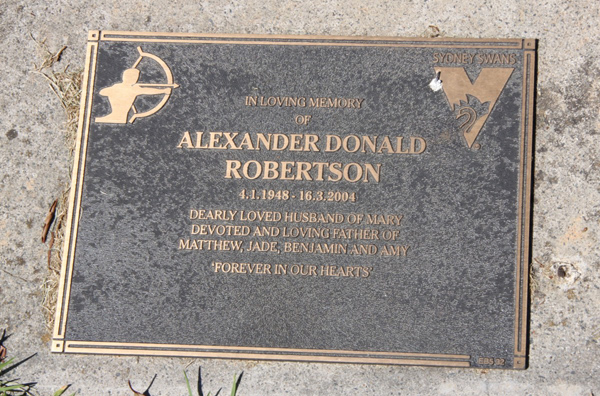 SYDNEY SWANS
IN LOVING MEMORY
OF
ALEXANDER DONALD
ROBERTSON
4.1.1948 - 16.3.2004
DEARLY LOVED HUSBAND OF MARY
DEVOTED AND LOVING FATHER OF
MATTHEW, JADE, BENJAMIN AND AMY
'FOREVER IN OUR HEARTS'